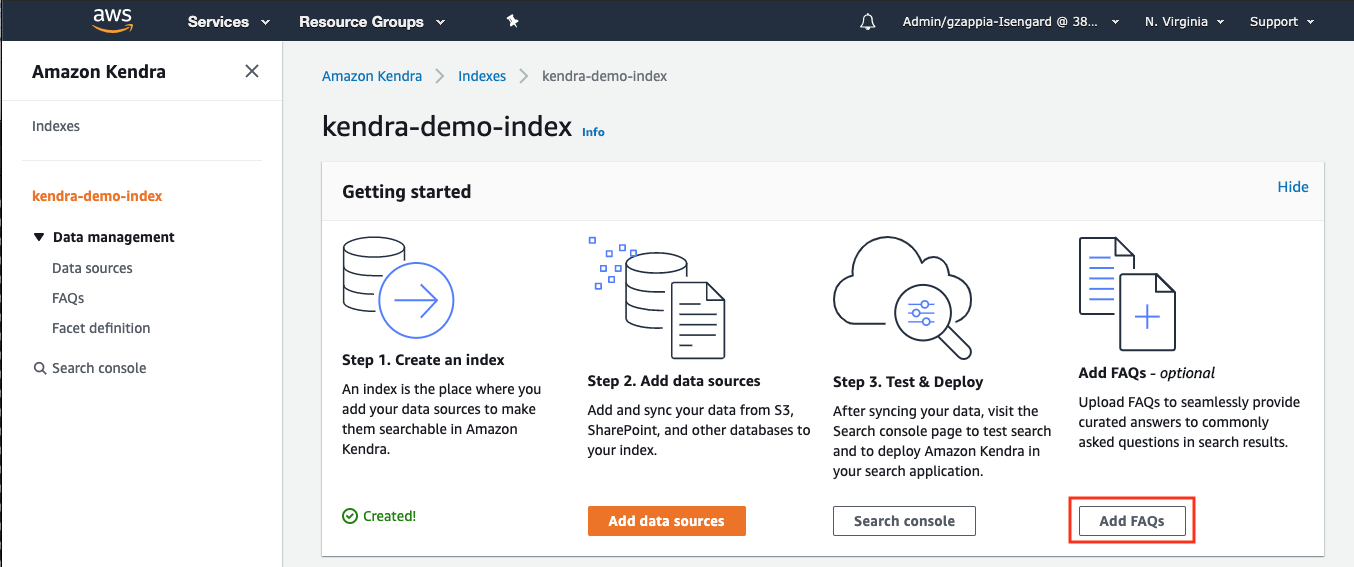 aws
Services
Resource Groups
Admin/gzappia-Isengard @ 38...
N. Virginia
Support
Amazon Kendra
Indexes
kendra-demo-index
Data management
Data sources
FAQs
Facet definition
Search console
Amazon Kendra
Indexes
kendra-demo-index
kendra-demo-index Info
Getting started
Hide
Step 1. Create an index
An index is the place where you
add your data sources to make
them searchable in Amazon
Kendra.
Created!
Step 2. Add data sources
Add and sync your data from S3,
SharePoint, and other databases to
your index.
Add data sources
Step 3. Test & Deploy
After syncing your data, visit the
Search console page to test search
and to deploy Amazon Kendra in
your search application.
Search console
Add FAQs - optional
Upload FAQs to seamlessly provide
curated answers to commonly
asked questions in search results.
Add FAQs